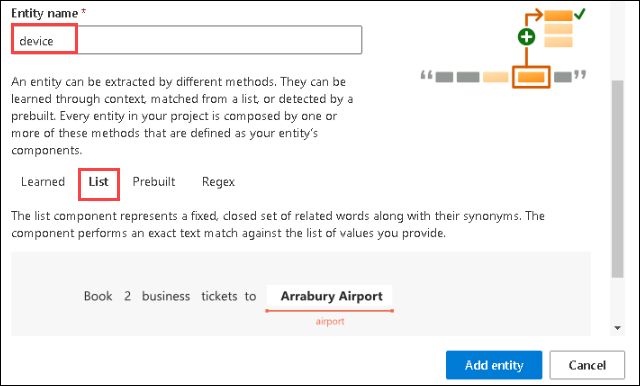 Entity name *
device
An entity can be extracted by different methods. They can be
learned through context, matched from a list, or detected by a
prebuilt. Every entity in your project is composed by one or
more of these methods that are defined as your entity's
components.
Learned List Prebuilt Regex
The list component represents a fixed, closed set of related words along with their synonyms. The
component performs an exact text match against the list of values you provide.
Book 2 business tickets to Arrabury Airport
airport
Add entity Cancel